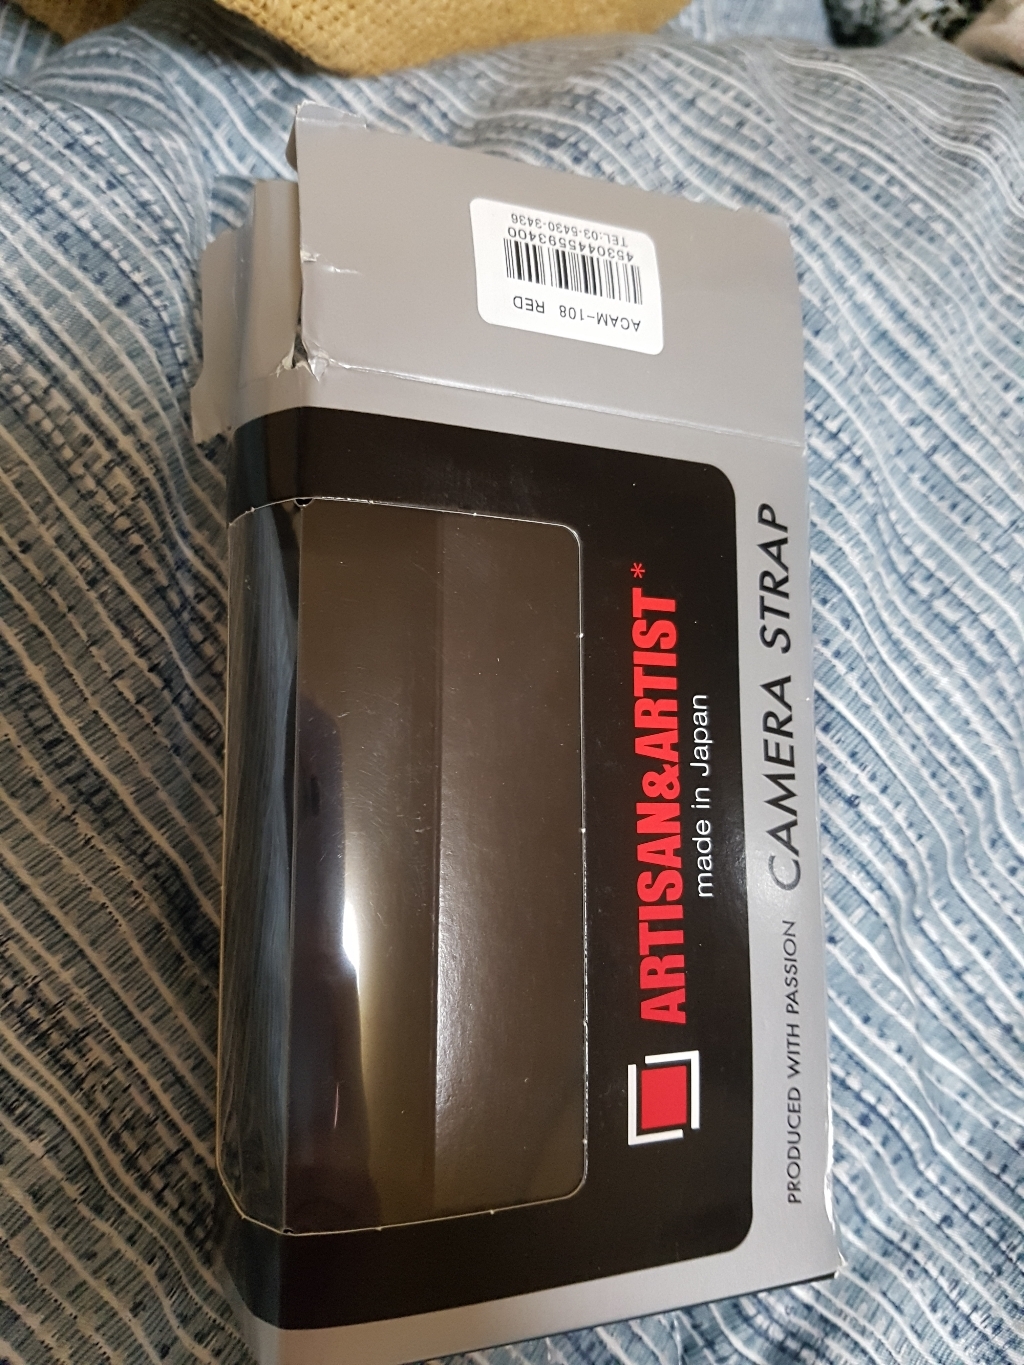 ACAM-108 RED
4530445593400
TEL:03-5430-3436
ARTISAN&ARTIST*
made in Japan
PRODUCED WITH PASSION CAMERA STRAP